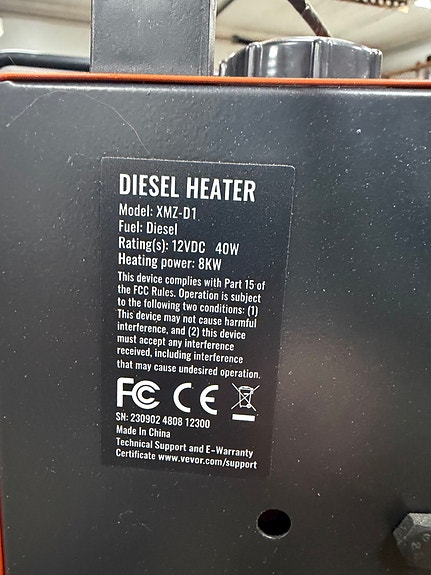 DIESEL HEATER
Model: XMZ-D1
Fuel: Diesel
Rating(s): 12VDC 40W
Heating power: 8KW
This device complies with Part 15 of
the FCC Rules. Operation is subject
to the following two conditions: (1)
This device may not cause harmful
interference, and (2) this device
must accept any interference
received, including interference
that may cause undesired operation.
FC CE
SN: 230902 4808 12300
Made In China
Technical Support and E-Warranty
Certificate www.vevor.com/support